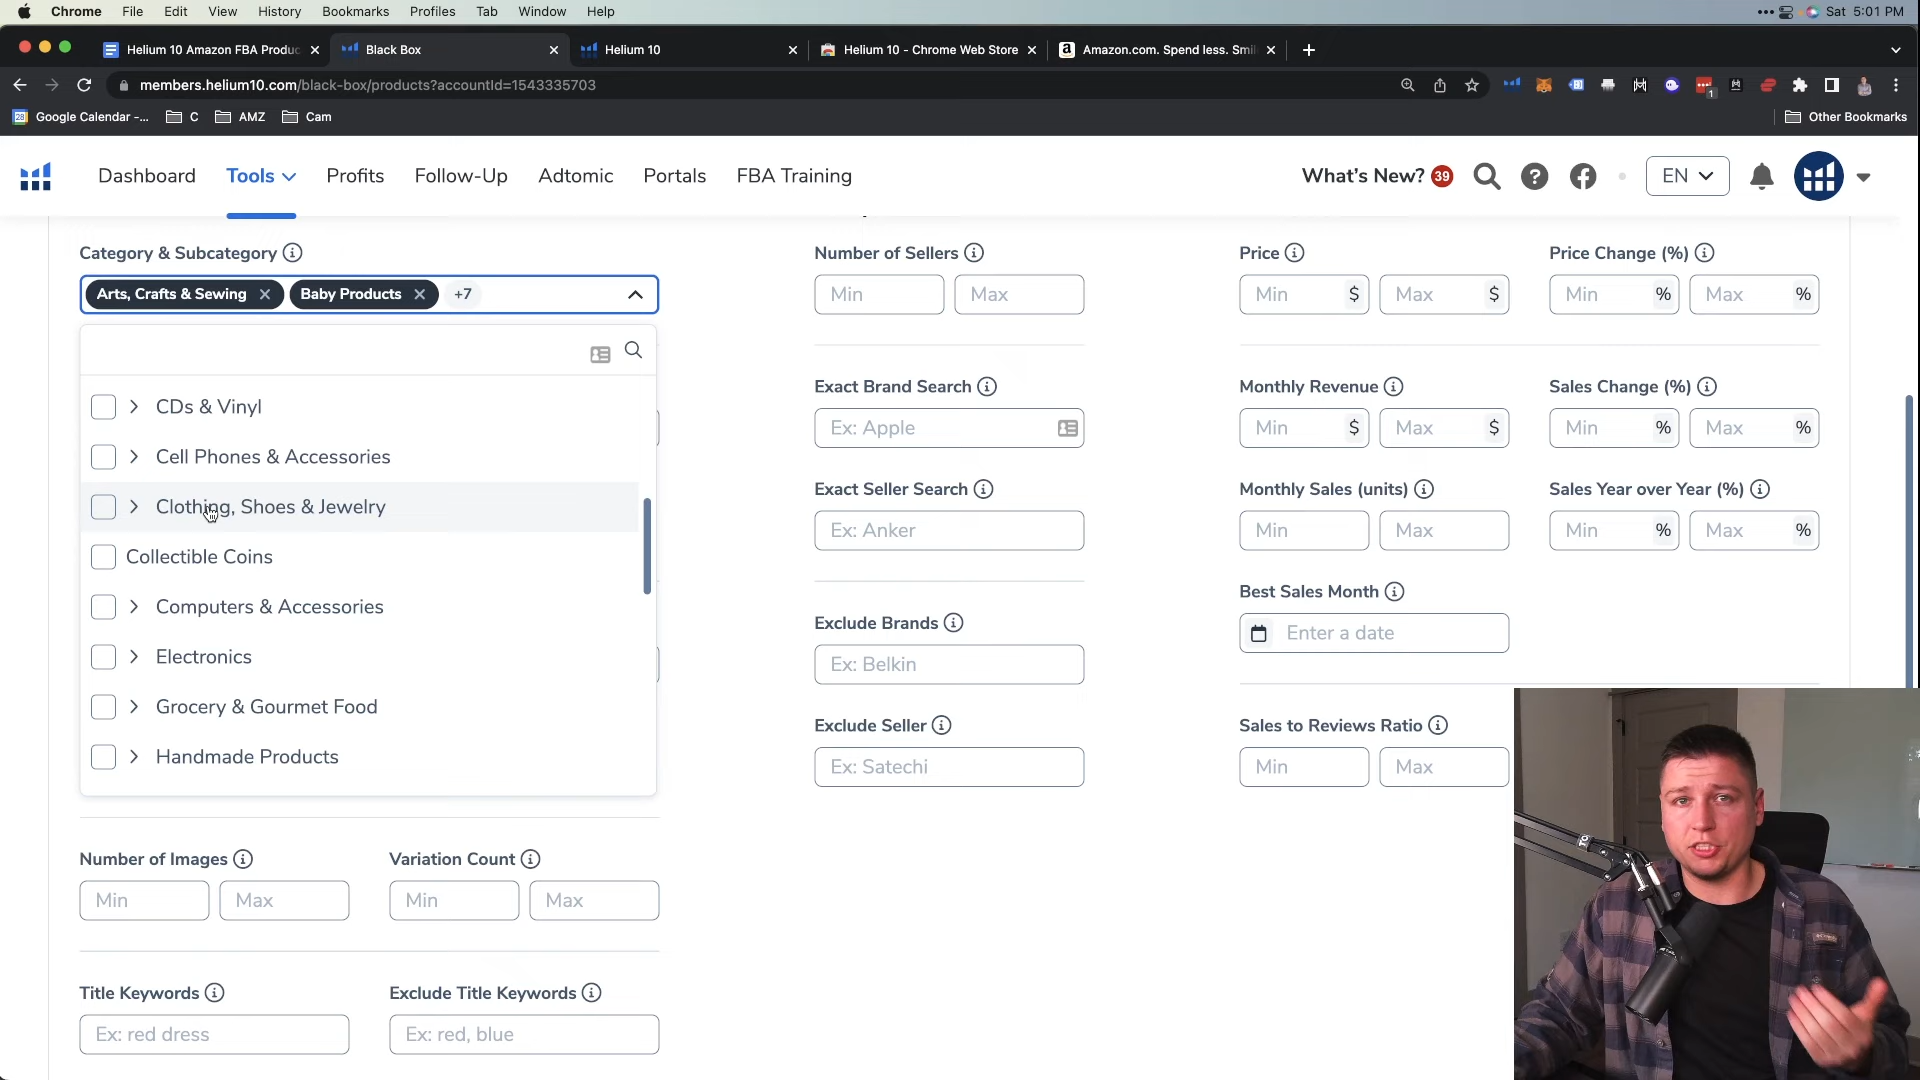 Chrome File Edit View History Bookmarks Profiles Tab Window Help Sat 5:01 PM
Helium 10 Amazon FBA Produc Black Box Helium 10 Helium 10 - Chrome Web Store Amazon.com. Spend less. Smil
members.helium10.com/black-box/products?accountId=1543335703
Google Calendar -... C AMZ Cam Other Bookmarks
Dashboard Tools Profits Follow-Up Adtomic Portals FBA Training What's New? 39 EN
Category & Subcategory Number of Sellers Price Price Change (%)
Arts, Crafts & Sewing Baby Products +7 Min Max Min $ Max $ Min % Max %
CDs & Vinyl Exact Brand Search Monthly Revenue Sales Change (%)
Cell Phones & Accessories Ex: Apple Min $ Max $ Min % Max %
Clothing, Shoes & Jewelry Exact Seller Search Monthly Sales (units) Sales Year over Year (%)
Collectible Coins Ex: Anker Min Max Min % Max %
Computers & Accessories Exclude Brands Best Sales Month
Electronics Ex: Belkin Enter a date
Grocery & Gourmet Food Exclude Seller Sales to Reviews Ratio
Handmade Products Ex: Satechi Min Max
Number of Images Variation Count
Min Max Min Max
Title Keywords Exclude Title Keywords
Ex: red dress Ex: red, blue